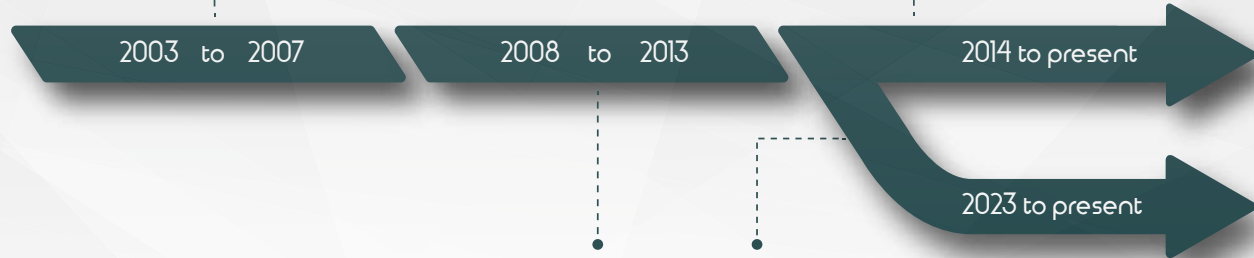 2003 to 2007
2008 to 2013
2014 to present
2023 to present